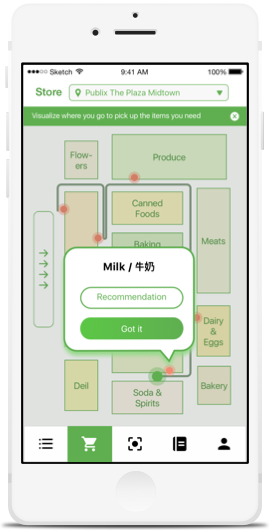 Sketch 9:41 AM 100%
Store Publix The Plaza Midtown
Visualize where you go to pick up the items you need
Flow-
ers
Produce
Canned
Foods
Baking
Meats
Milk / 牛奶
Recommendation
Got it
Dairy
&
Eggs
Deil
Soda &
Spirits
Bakery